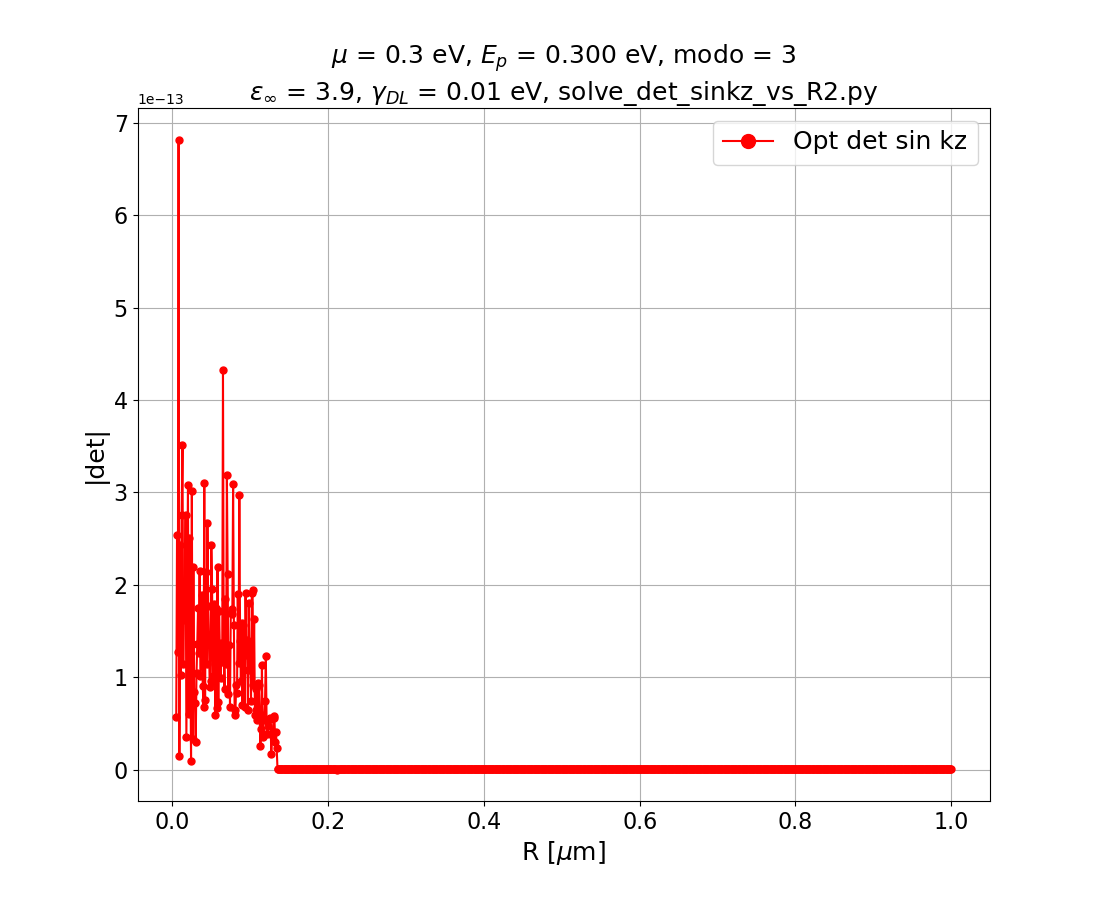 μ = 0.3 eV, E_p = 0.300 eV, modo = 3
ε_∞ = 3.9, γ_DL = 0.01 eV, solve_det_sinkz_vs_R2.py
1e−13
Opt det sin kz
7
6
5
4
3
2
1
0
|det|
0.0 0.2 0.4 0.6 0.8 1.0
R [μm]